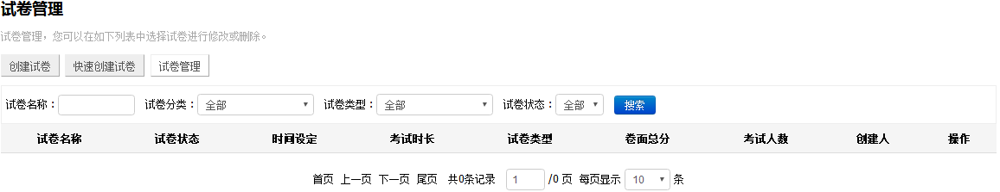 试卷管理
试卷管理，您可以在如下列表中选择试卷进行修改或删除。
创建试卷 快速创建试卷 试卷管理
试卷名称： 试卷分类： 全部 试卷类型： 全部 试卷状态： 全部 搜索
试卷名称 试卷状态 时间设定 考试时长 试卷类型 卷面总分 考试人数 创建人 操作
首页 上一页 下一页 尾页 共0条记录 1 /0 页 每页显示 10 条